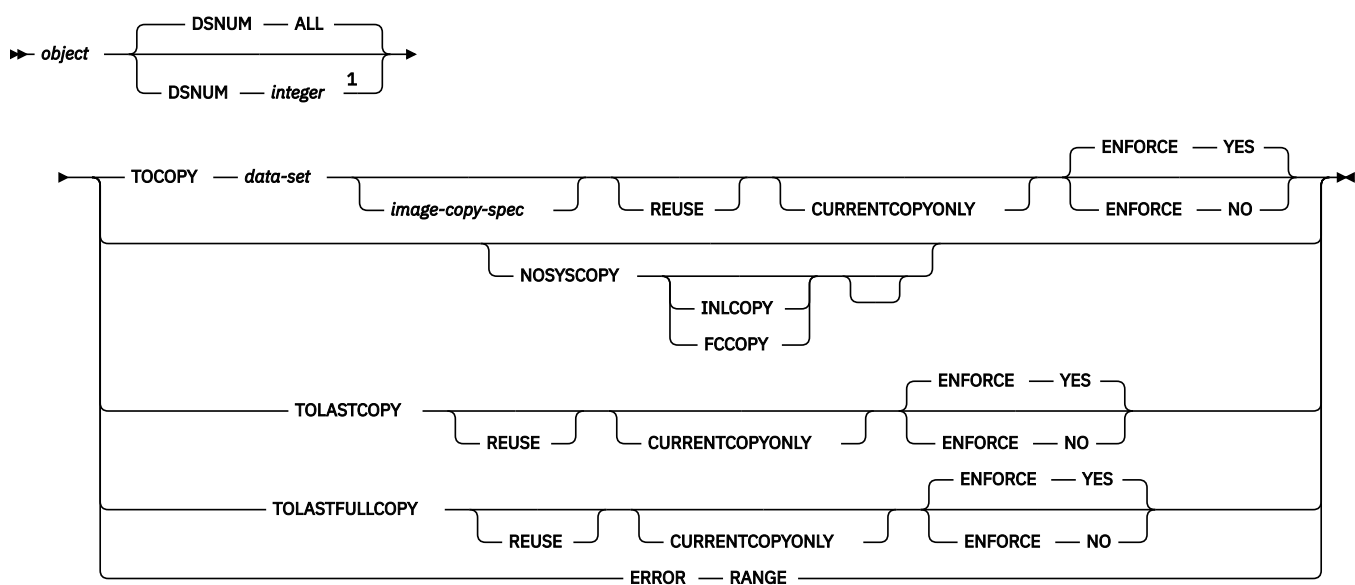 DSNUM ALL
object
DSNUM integer 1
ENFORCE YES
TOCOPY data-set
image-copy-spec REUSE CURRENTCOPYONLY ENFORCE NO
NOSYSCOPY
INLCOPY
FCCOPY
ENFORCE YES
TOLASTCOPY
REUSE CURRENTCOPYONLY ENFORCE NO
ENFORCE YES
TOLASTFULLCOPY
REUSE CURRENTCOPYONLY ENFORCE NO
ERROR RANGE